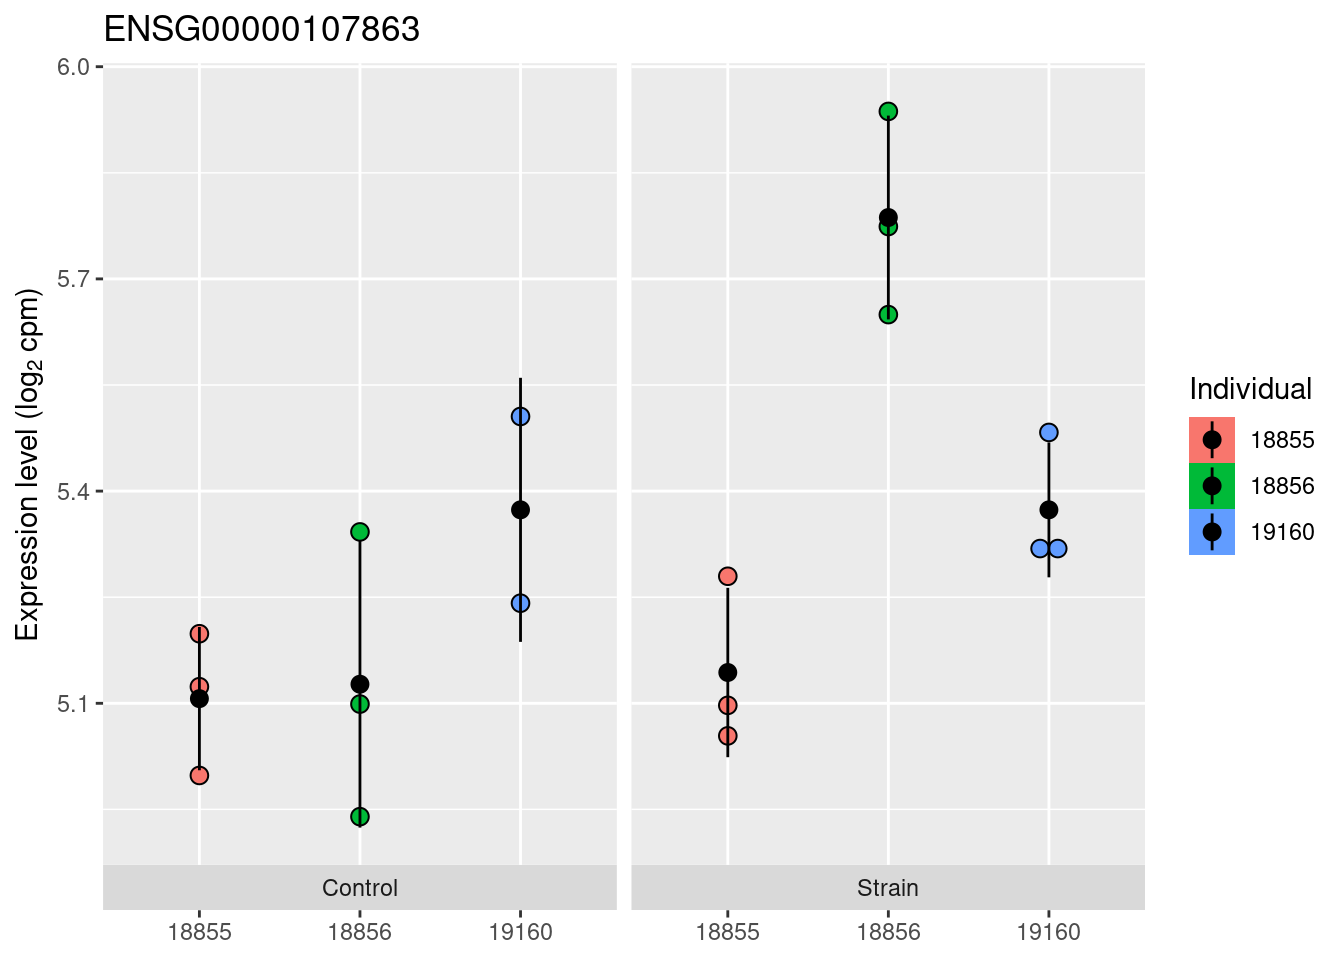 ENSG00000107863
6.0
5.7
5.4
5.1
Expression level (log₂ cpm)
Control Strain
18855 18856 19160 18855 18856 19160
Individual
18855
18856
19160